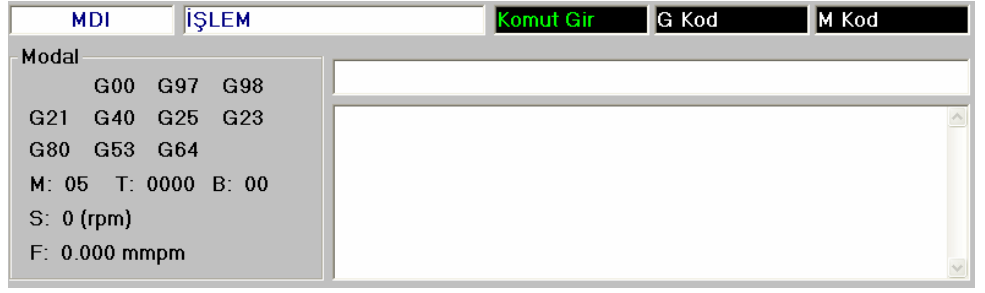 MDI İŞLEM Komut Gir G Kod M Kod
Modal
G00 G97 G98
G21 G40 G25 G23
G80 G53 G64
M: 05 T: 0000 B: 00
S: 0 (rpm)
F: 0.000 mmpm